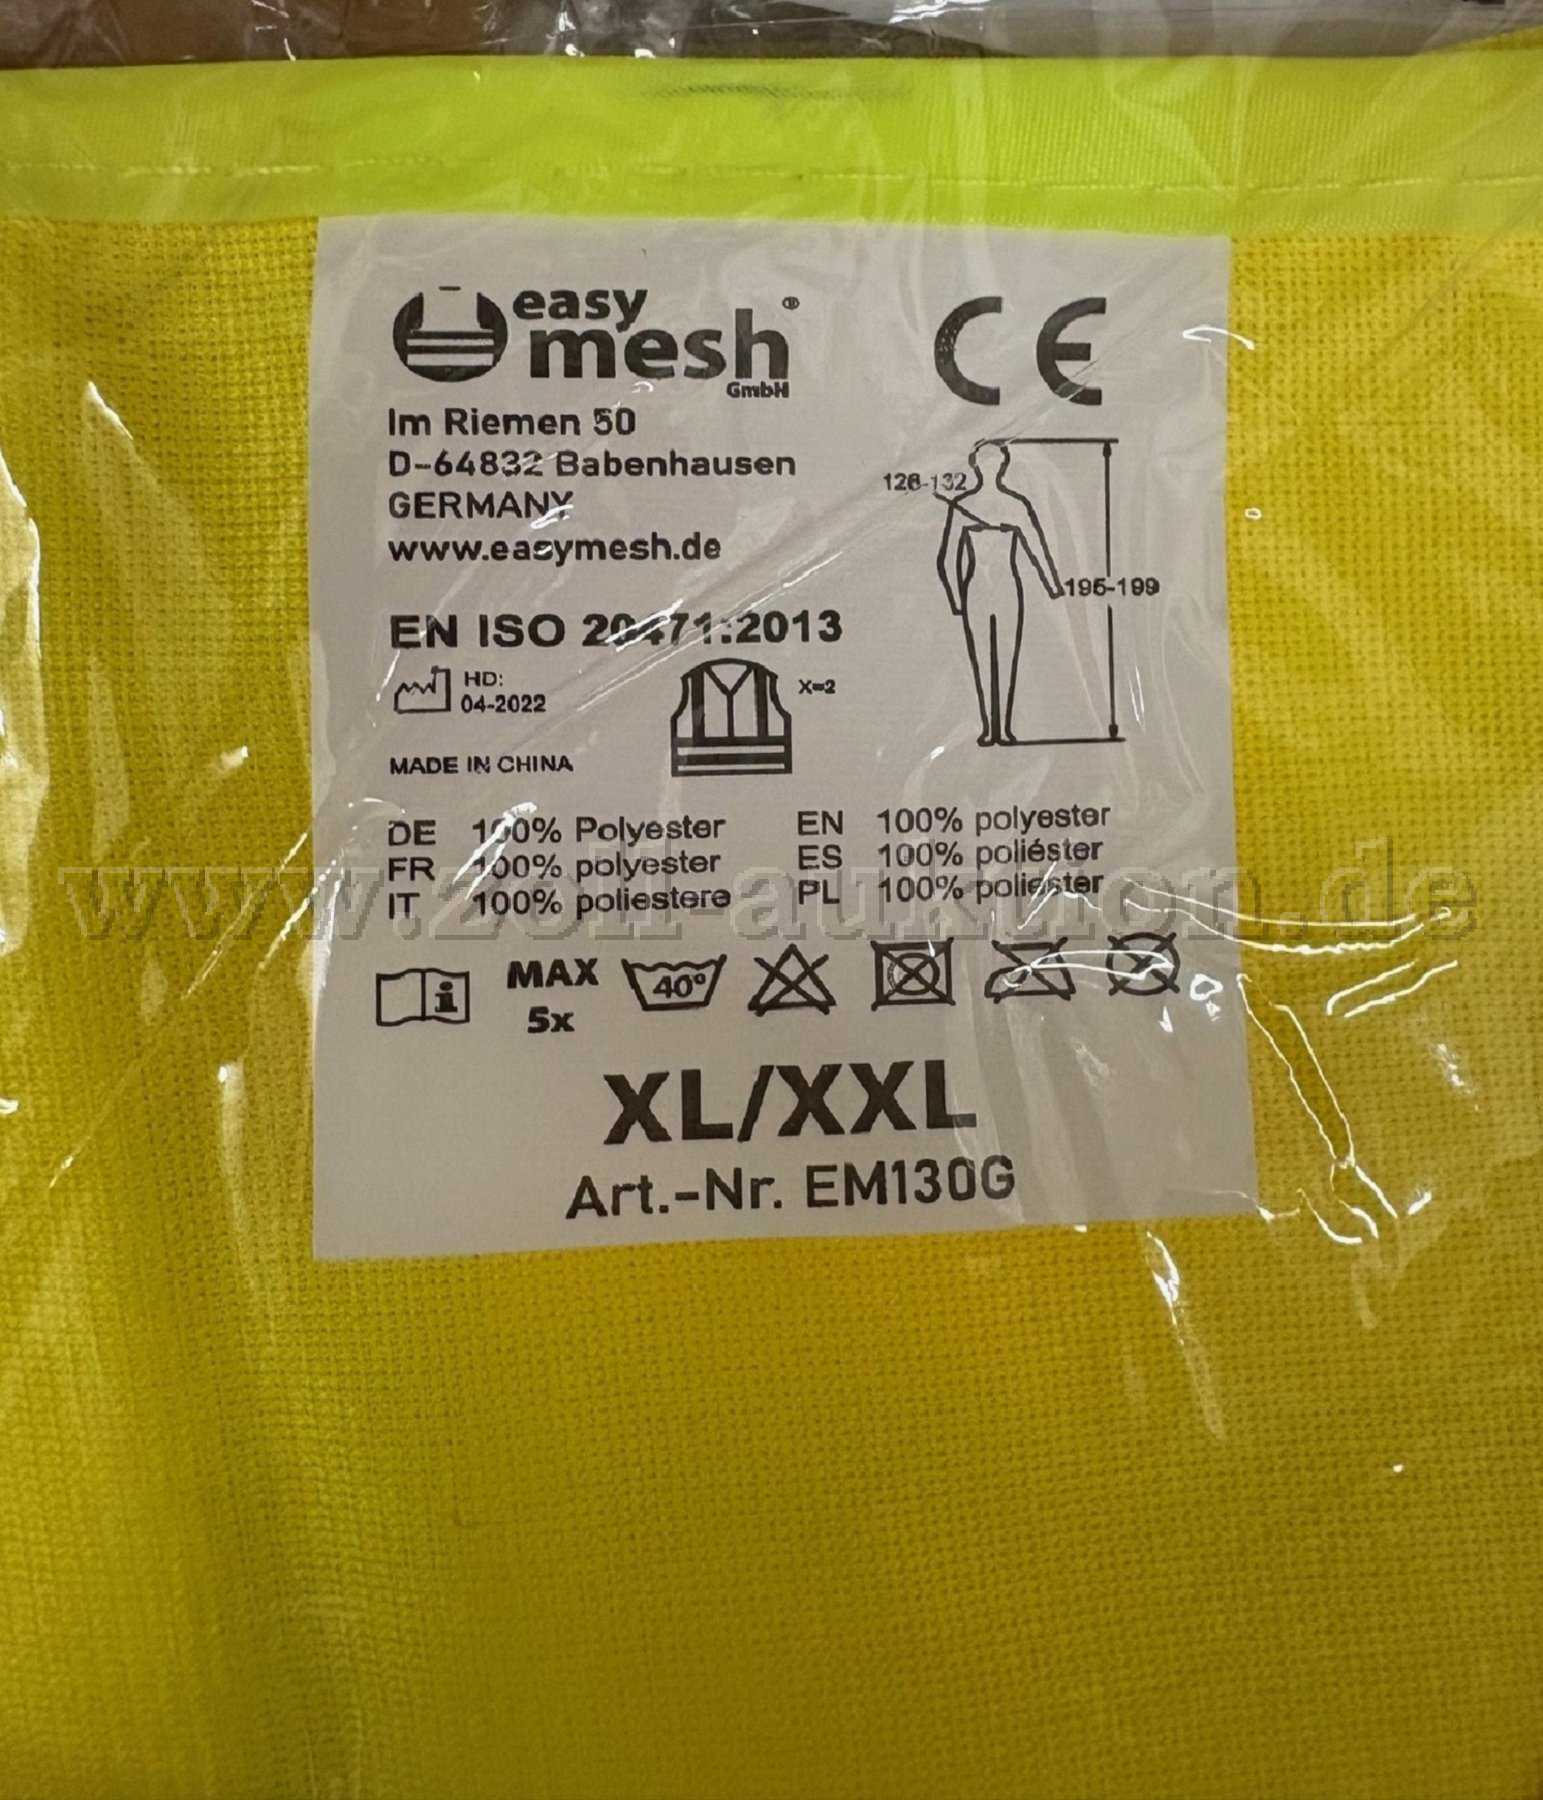 easy
mesh®
GmbH
CE
Im Riemen 50
D-64832 Babenhausen
GERMANY
www.easymesh.de
126-132
195-199
EN ISO 20471:2013
HD:
04-2022
X=2
MADE IN CHINA
DE 100% Polyester EN 100% polyester
FR 100% polyester ES 100% poliéster
IT 100% poliestere PL 100% poliester
www.zoll-auktion.de
i MAX 40°
5x
XL/XXL
Art.-Nr. EM130G